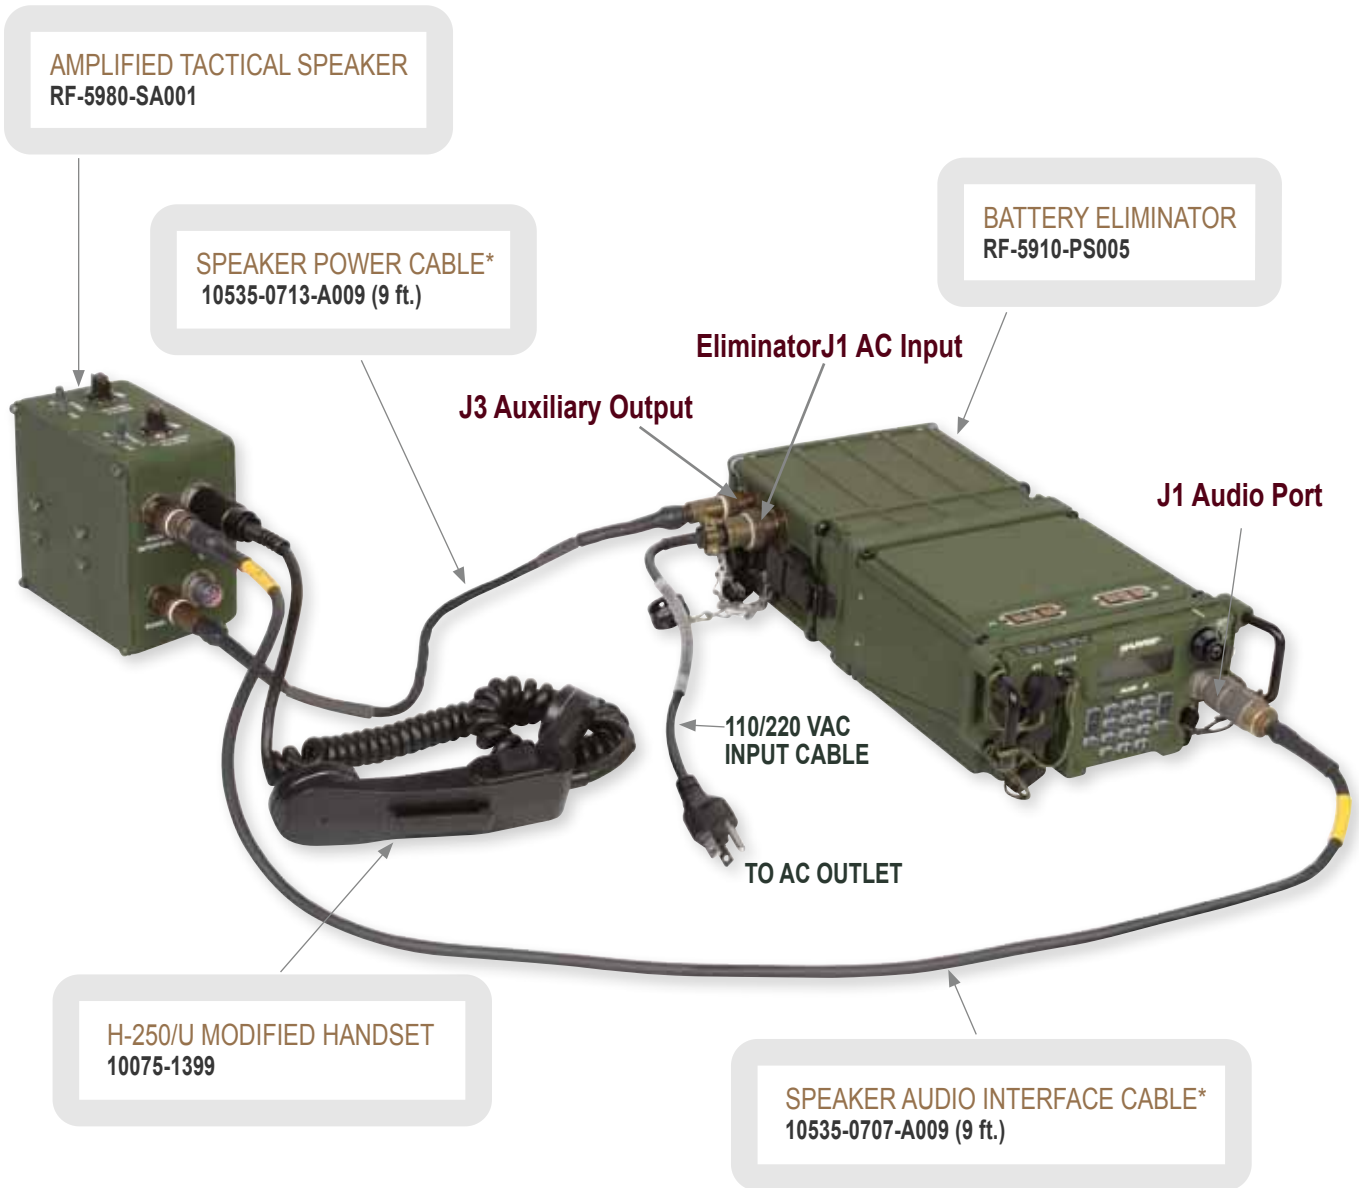 AMPLIFIED TACTICAL SPEAKER
RF-5980-SA001
SPEAKER POWER CABLE*
10535-0713-A009 (9 ft.)
BATTERY ELIMINATOR
RF-5910-PS005
EliminatorJ1 AC Input
J3 Auxiliary Output
J1 Audio Port
110/220 VAC
INPUT CABLE
TO AC OUTLET
H-250/U MODIFIED HANDSET
10075-1399
SPEAKER AUDIO INTERFACE CABLE*
10535-0707-A009 (9 ft.)